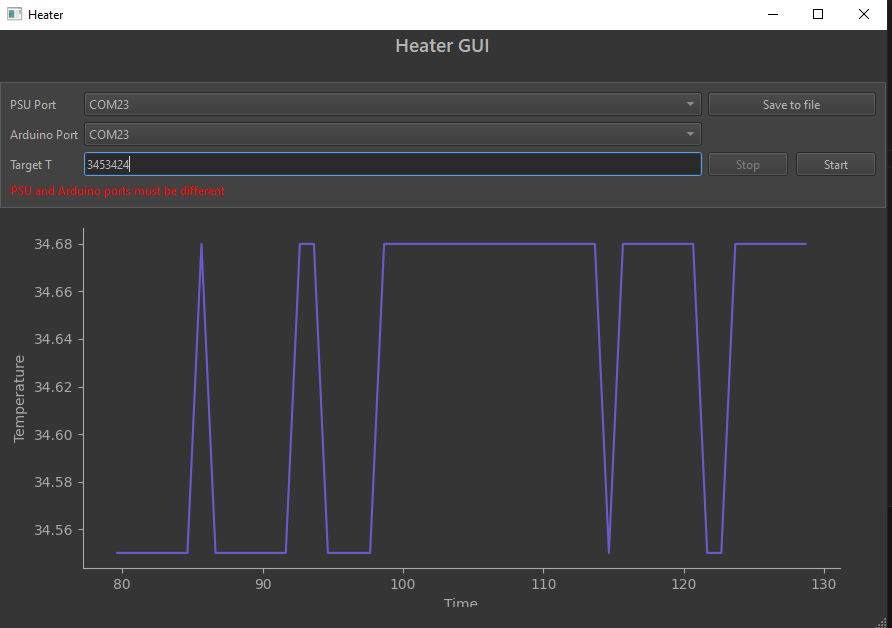 Heater
Heater GUI
PSU Port COM23 Save to file
Arduino Port COM23
Target T 3453424 Stop Start
PSU and Arduino ports must be different
34.68
34.66
34.64
34.62
34.60
34.58
34.56
Temperature
80 90 100 110 120 130
Time